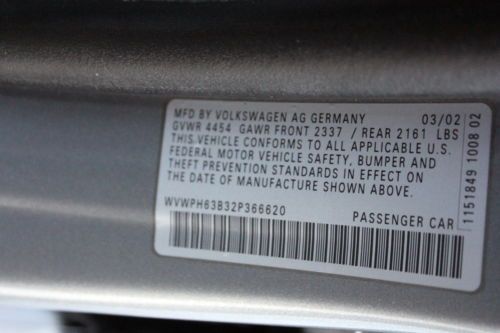 MFD BY VOLKSWAGEN AG GERMANY 03/02
GVWR 4454 GAWR FRONT 2337 / REAR 2161 LBS
THIS VEHICLE CONFORMS TO ALL APPLICABLE U.S.
FEDERAL MOTOR VEHICLE SAFETY, BUMPER AND
THEFT PREVENTION STANDARDS IN EFFECT ON
THE DATE OF MANUFACTURE SHOWN ABOVE.
WVWPH63B32P366620 PASSENGER CAR
1151849 1008 02